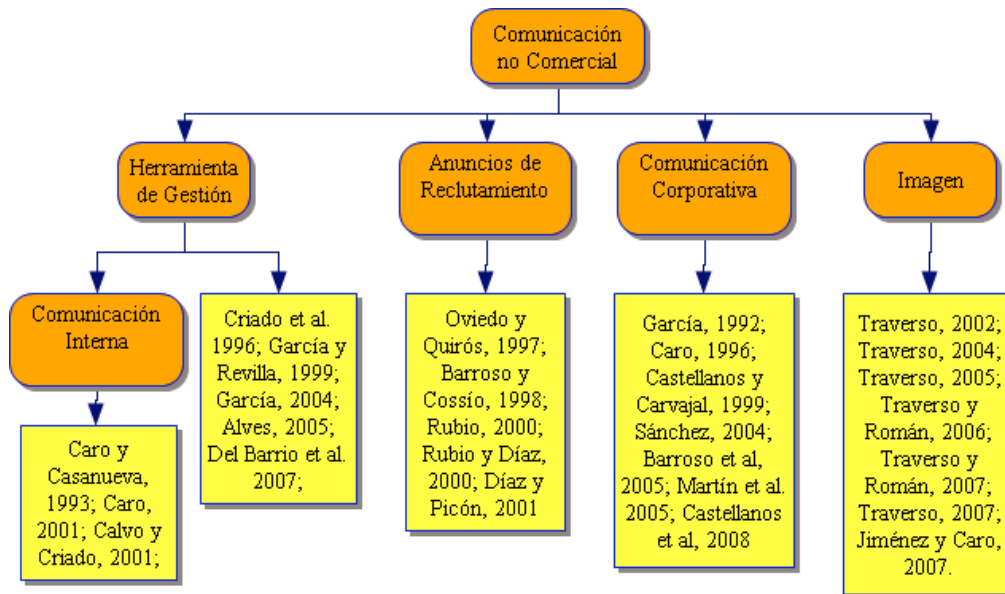 Comunicación
no Comercial
Herramienta
de Gestión
Anuncios de
Reclutamiento
Comunicación
Corporativa
Imagen
Comunicación
Interna
Caro y
Casanueva,
1993; Caro,
2001; Calvo y
Criado, 2001;
Criado et al.
1996; García y
Revilla, 1999;
García, 2004;
Alves, 2005;
Del Barrio et al.
2007;
Oviedo y
Quirós, 1997;
Barroso y
Cossío, 1998;
Rubio, 2000;
Rubio y Díaz,
2000; Díaz y
Picón, 2001
García, 1992;
Caro, 1996;
Castellanos y
Carvajal, 1999;
Sánchez, 2004;
Barroso et al,
2005; Martín et al.
2005; Castellanos
et al, 2008
Traverso, 2002;
Traverso, 2004;
Traverso, 2005;
Traverso y
Román, 2006;
Traverso y
Román, 2007;
Traverso, 2007;
Jiménez y Caro,
2007.